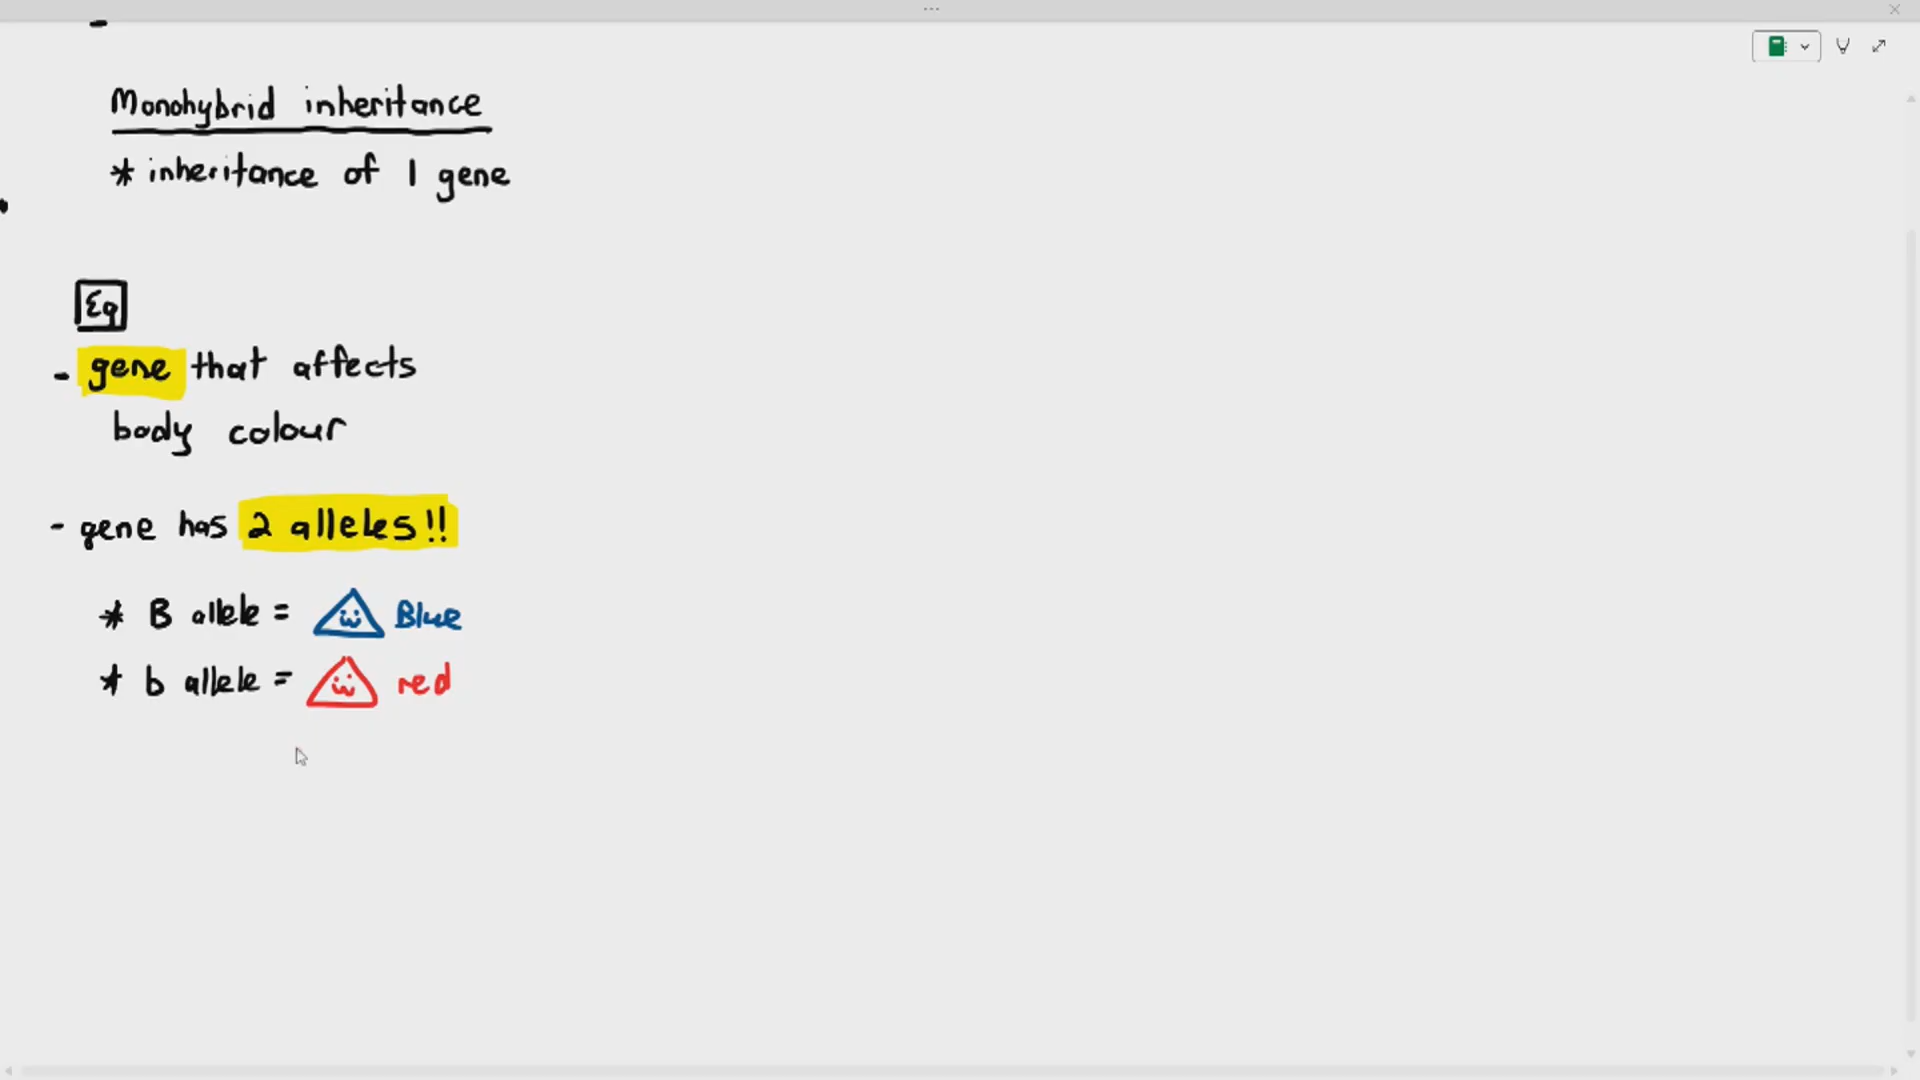 Monohybrid inheritance
* inheritance of 1 gene
Eg
- gene that affects
body colour
- gene has 2 alleles!!
* B allele = Blue
* b allele = red